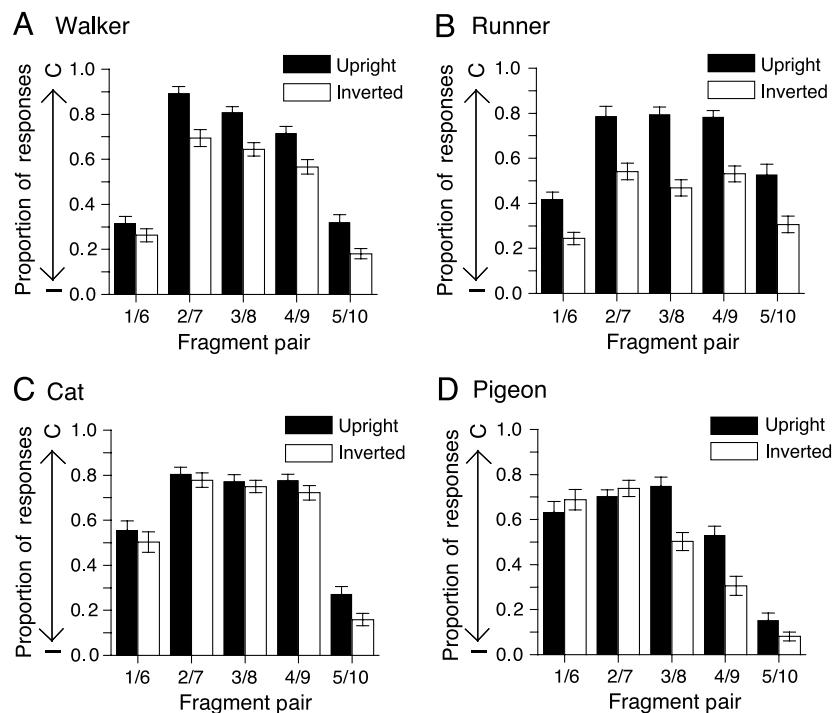 A Walker
Proportion of responses
I C
1.0
0.8
0.6
0.4
0.2
0.0
Upright
Inverted
1/6 2/7 3/8 4/9 5/10
Fragment pair
B Runner
Proportion of responses
I C
1.0
0.8
0.6
0.4
0.2
0.0
Upright
Inverted
1/6 2/7 3/8 4/9 5/10
Fragment pair
C Cat
Proportion of responses
I C
1.0
0.8
0.6
0.4
0.2
0.0
Upright
Inverted
1/6 2/7 3/8 4/9 5/10
Fragment pair
D Pigeon
Proportion of responses
I C
1.0
0.8
0.6
0.4
0.2
0.0
Upright
Inverted
1/6 2/7 3/8 4/9 5/10
Fragment pair